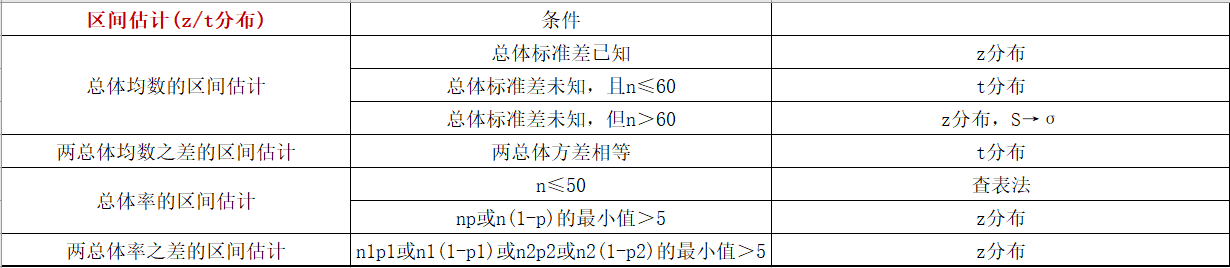 区间估计(z/t分布) 条件
总体均数的区间估计 总体标准差已知 z分布
总体标准差未知，且n≤60 t分布
总体标准差未知，但n＞60 z分布，S→σ
两总体均数之差的区间估计 两总体方差相等 t分布
总体率的区间估计 n≤50 查表法
np或n(1-p)的最小值＞5 z分布
两总体率之差的区间估计 n1p1或n1(1-p1)或n2p2或n2(1-p2)的最小值＞5 z分布